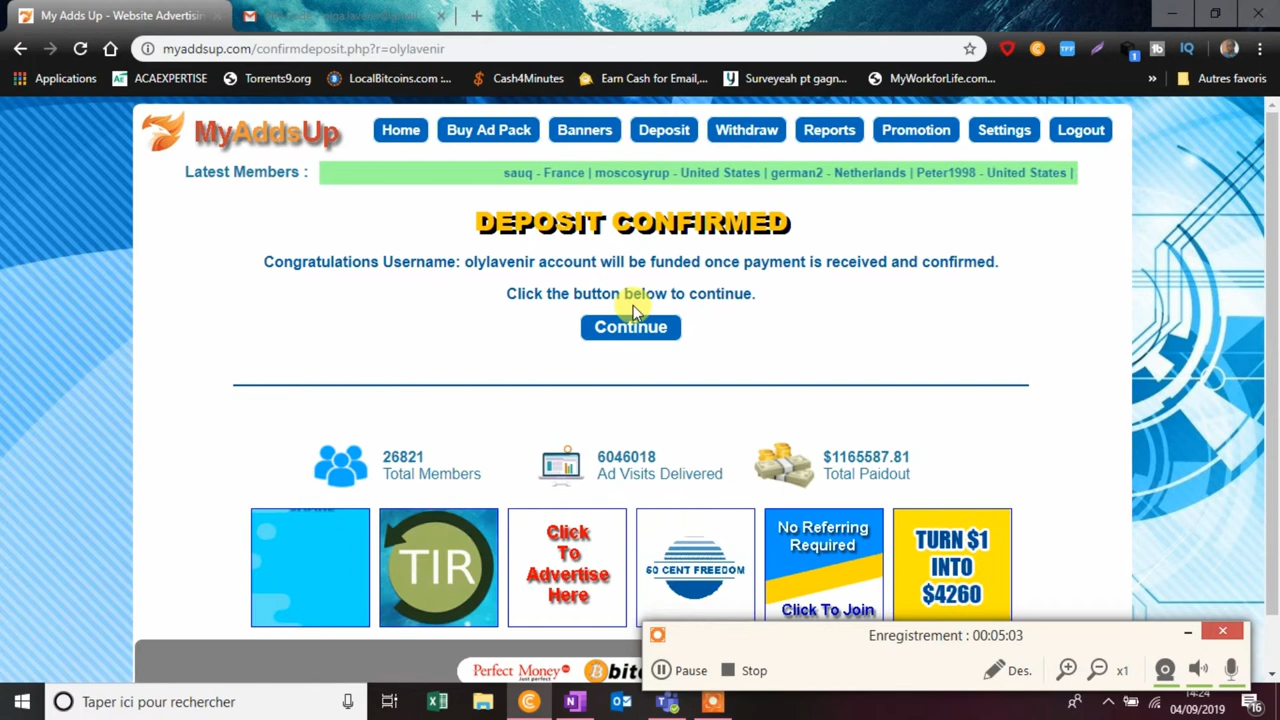 My Adds Up - Website Advertisin
myaddsup.com/confirmdeposit.php?r=olylavenir
Applications
ACAEXPERTISE
Torrents9.org
LocalBitcoins.com :...
Cash4Minutes
Earn Cash for Email,...
Surveyeah pt gagn...
MyWorkforLife.com...
»
Autres favoris
MyAddsUp
Home
Buy Ad Pack
Banners
Deposit
Withdraw
Reports
Promotion
Settings
Logout
Latest Members :
sauq - France | moscosyrup - United States | german2 - Netherlands | Peter1998 - United States |
DEPOSIT CONFIRMED
Congratulations Username: olylavenir account will be funded once payment is received and confirmed.
Click the button below to continue.
Continue
26821
Total Members
6046018
Ad Visits Delivered
$1165587.81
Total Paidout
TIR
Click
To
Advertise
Here
50 CENT FREEDOM
No Referring
Required
Click To Join
TURN $1
INTO
$4260
Enregistrement : 00:05:03
Pause
Stop
Des.
x1
Perfect Money
Just perfect
Taper ici pour rechercher
14:24
04/09/2019
16